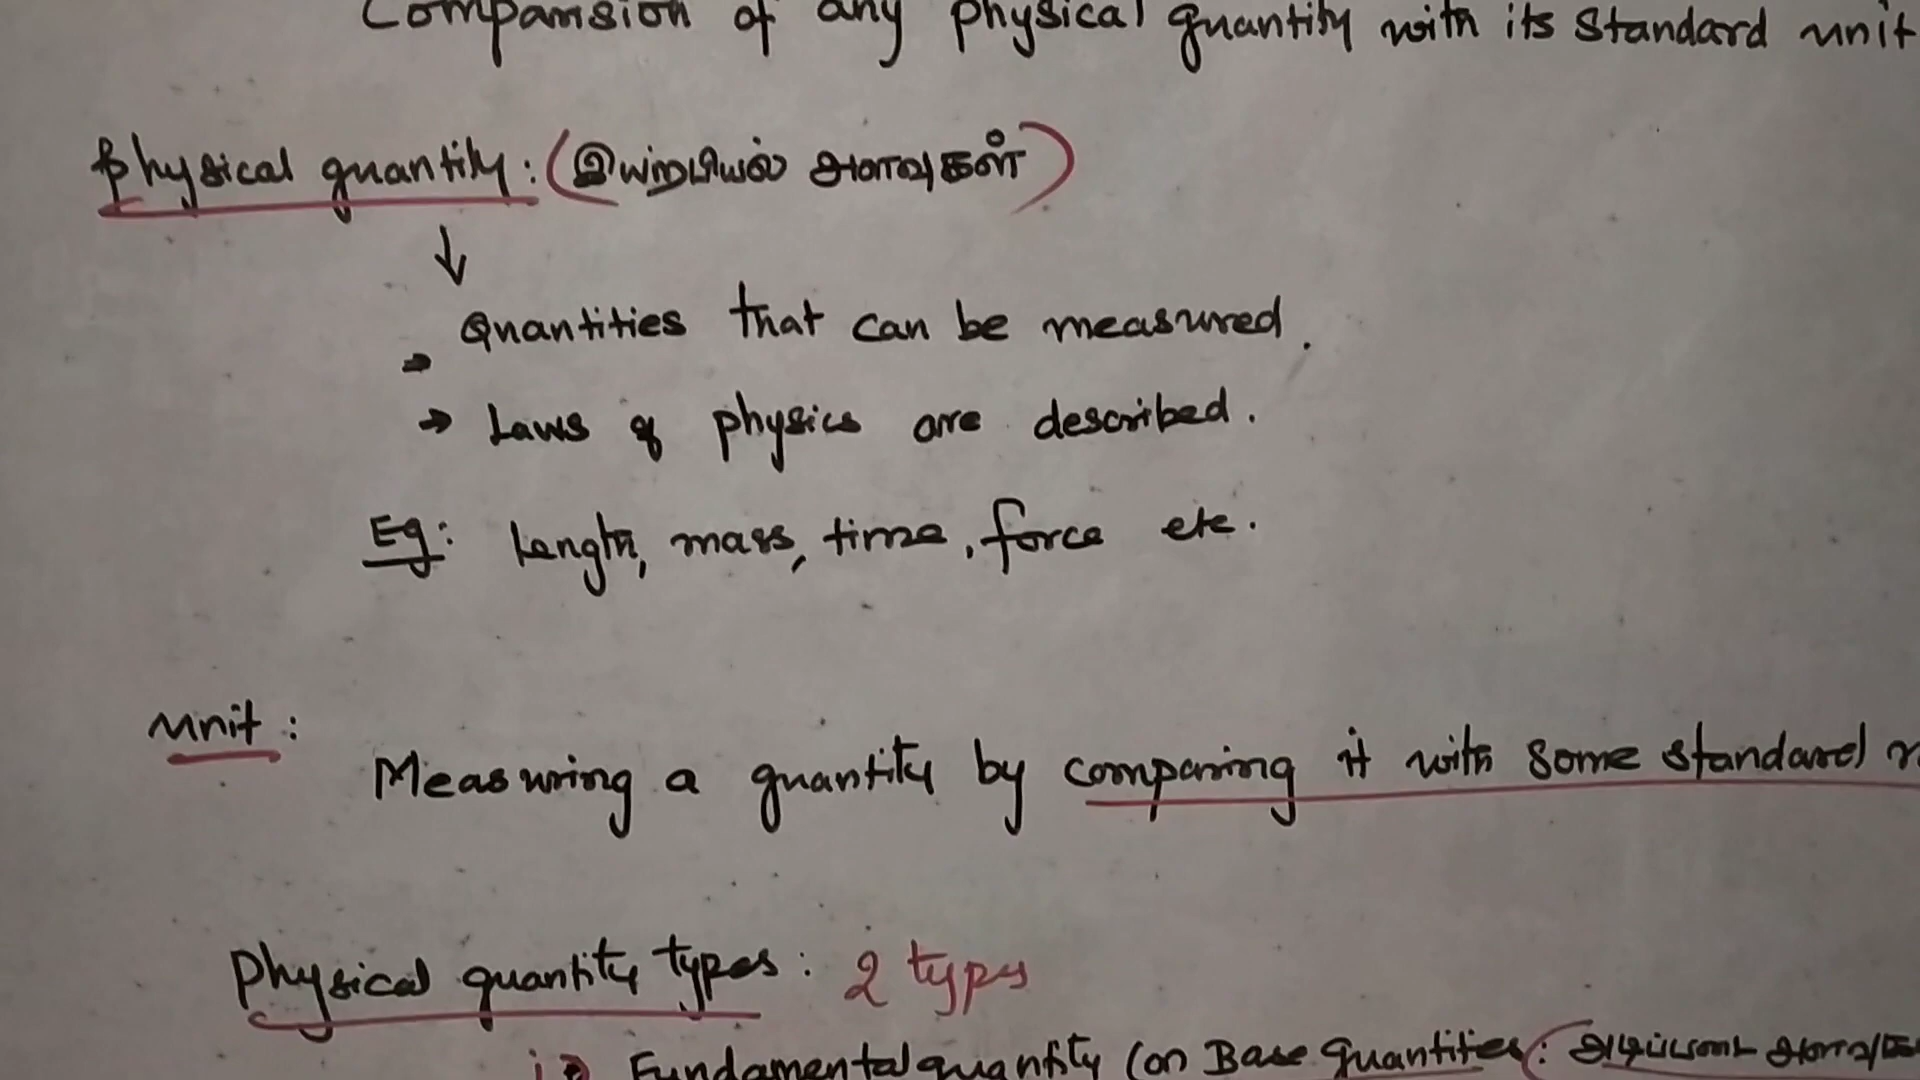 Comparision of any physical quantity with its standard unit
Physical quantity: (இயற்பியல் அளவுகள்)
↓
Quantities that can be measured.
→ Laws of physics are described.
Eg: Length, mass, time, force etc.
Unit:
Measuring a quantity by comparing it with some standard
Physical quantity types: 2 types
i) Fundamental quantity (or Base Quantities: அடிப்படை